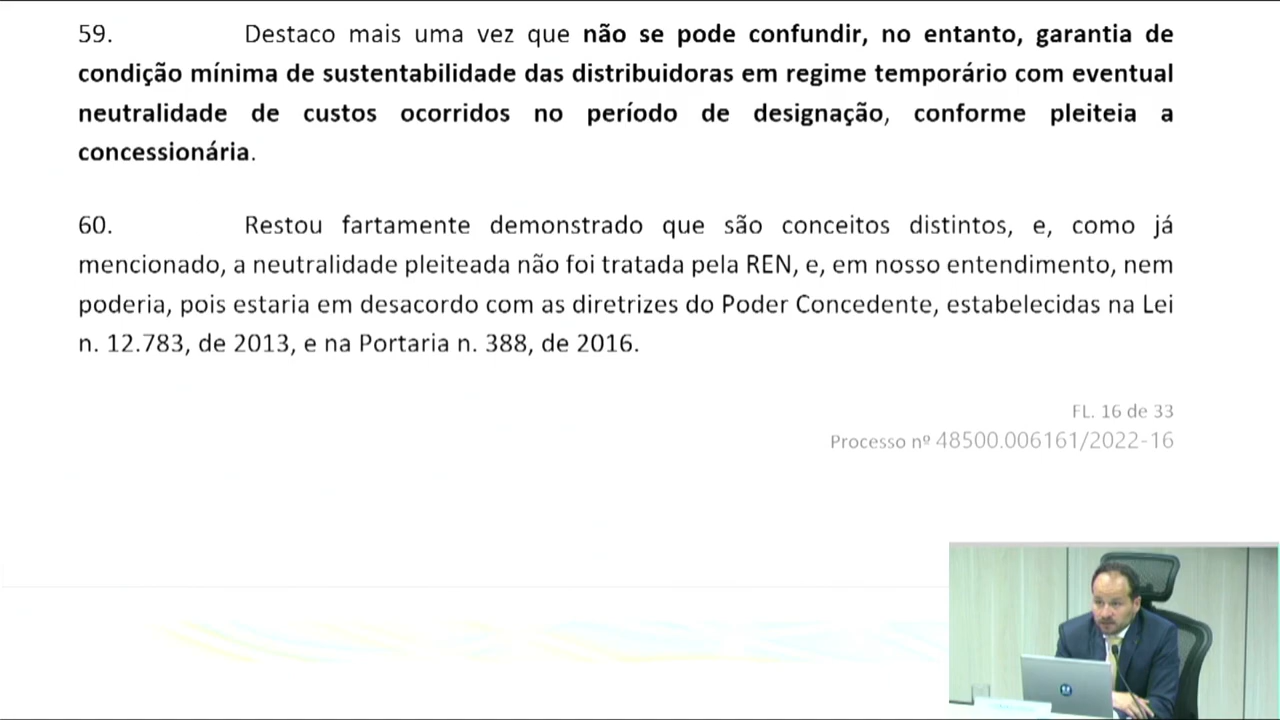 59. Destaco mais uma vez que não se pode confundir, no entanto, garantia de
condição mínima de sustentabilidade das distribuidoras em regime temporário com eventual
neutralidade de custos ocorridos no período de designação, conforme pleiteia a
concessionária.
60. Restou fartamente demonstrado que são conceitos distintos, e, como já
mencionado, a neutralidade pleiteada não foi tratada pela REN, e, em nosso entendimento, nem
poderia, pois estaria em desacordo com as diretrizes do Poder Concedente, estabelecidas na Lei
n. 12.783, de 2013, e na Portaria n. 388, de 2016.
FL. 16 de 33
Processo nº 48500.006161/2022-16